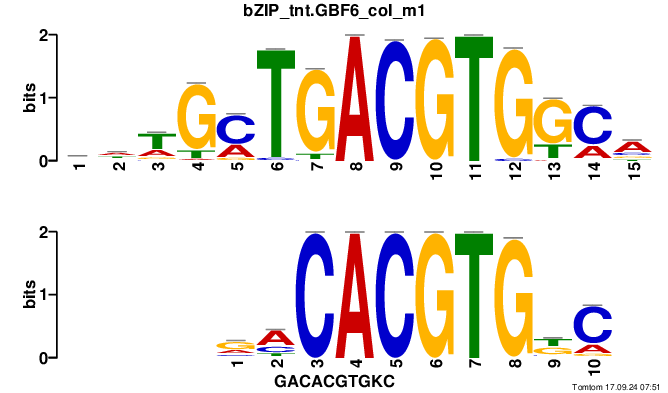 bZIP_tnt.GBF6_col_m1
2
bits
1
0
T G C T G A C G T G G C A
1 2 3 4 5 6 7 8 9 10 11 12 13 14 15
2
bits
1
0
G A C A C G T G T C
1 2 3 4 5 6 7 8 9 10
GACACGTGKC
Tomtom 17.09.24 07:51